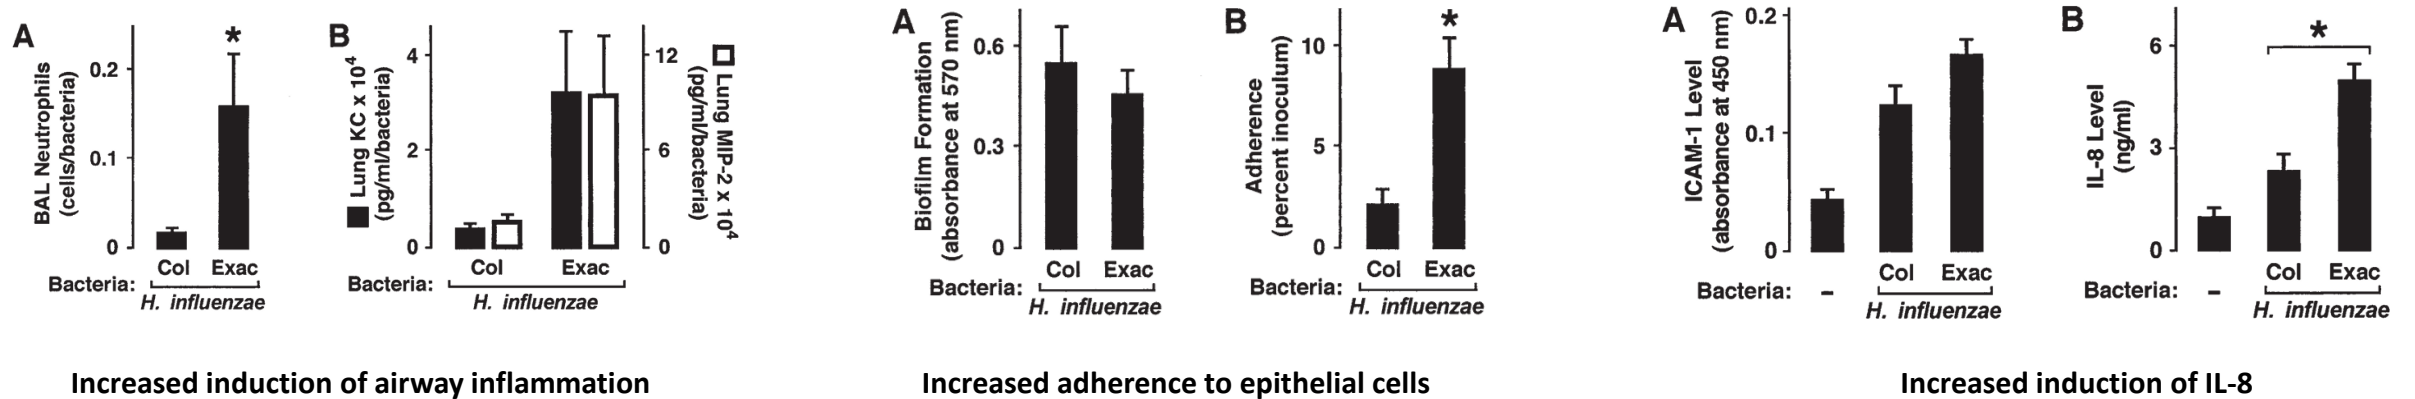 A
BAL Neutrophils
(cells/bacteria)
0.2
0.1
0
*
Col Exac
Bacteria:
H. influenzae
B
Lung KC x 10⁴
(pg/ml/bacteria)
4
2
0
12
6
0
Lung MIP-2 x 10⁴
(pg/ml/bacteria)
Col Exac
Bacteria:
H. influenzae
Increased induction of airway inflammation
A
Biofilm Formation
(absorbance at 570 nm)
0.6
0.3
0
Col Exac
Bacteria:
H. influenzae
B
Adherence
(percent inoculum)
10
5
0
*
Col Exac
Bacteria:
H. influenzae
Increased adherence to epithelial cells
A
ICAM-1 Level
(absorbance at 450 nm)
0.2
0.1
0
Col Exac
Bacteria: –
H. influenzae
B
IL-8 Level
(ng/ml)
6
3
0
*
Col Exac
Bacteria: –
H. influenzae
Increased induction of IL-8